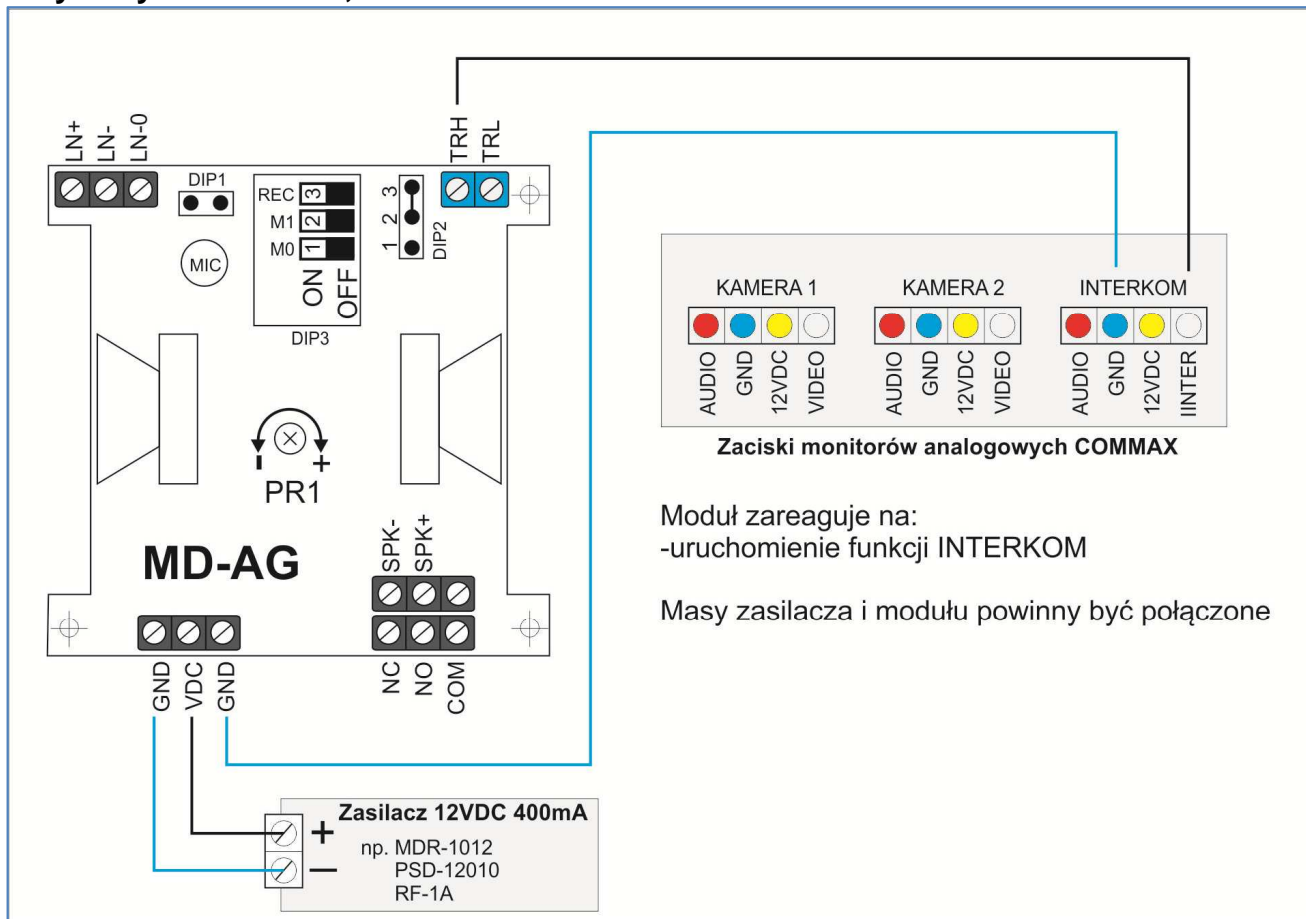 LN+
LN-
LN-0
DIP1
MIC
REC
M1
M0
3
2
1
ON
OFF
DIP3
3
2
1
DIP2
TRH
TRL
PR1
-
+
MD-AG
SPK-
SPK+
NC
NO
COM
GND
VDC
GND
Zasilacz 12VDC 400mA
+
np. MDR-1012
PSD-12010
–
RF-1A
KAMERA 1
KAMERA 2
INTERKOM
AUDIO
GND
12VDC
VIDEO
AUDIO
GND
12VDC
VIDEO
AUDIO
GND
12VDC
IINTER
Zaciski monitorów analogowych COMMAX
Moduł zareaguje na:
-uruchomienie funkcji INTERKOM
Masy zasilacza i modułu powinny być połączone